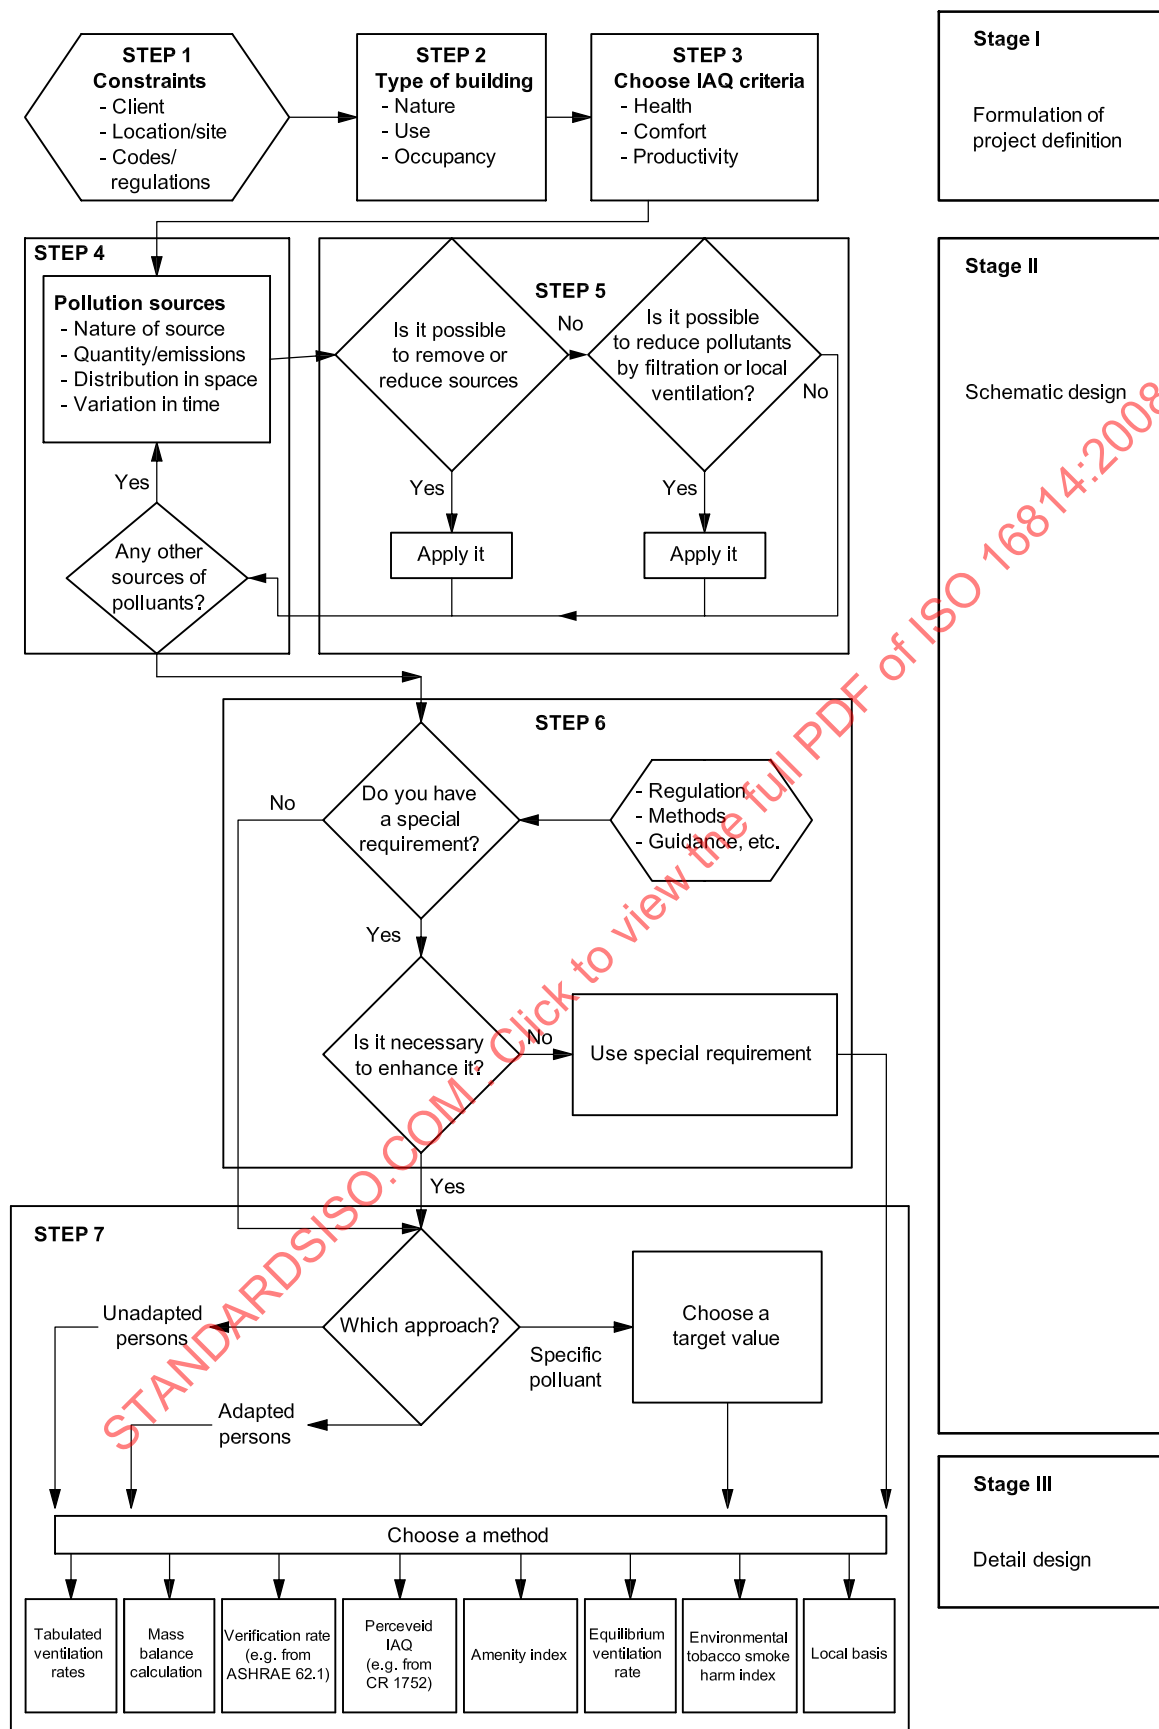 STEP 1
Constraints
- Client
- Location/site
- Codes/
regulations
STEP 2
Type of building
- Nature
- Use
- Occupancy
STEP 3
Choose IAQ criteria
- Health
- Comfort
- Productivity
Stage I
Formulation of
project definition
STEP 4
Pollution sources
- Nature of source
- Quantity/emissions
- Distribution in space
- Variation in time
Yes
Any other
sources of
polluants?
STEP 5
Is it possible
to remove or
reduce sources
No
Is it possible
to reduce pollutants
by filtration or local
ventilation?
No
Yes
Apply it
Yes
Apply it
Stage II
Schematic design
STEP 6
Do you have
a special
requirement?
No
- Regulation
- Methods
- Guidance, etc.
Yes
Is it necessary
to enhance it?
No
Use special requirement
Yes
STEP 7
Which approach?
Unadapted
persons
Adapted
persons
Specific
polluant
Choose a
target value
Choose a method
Tabulated
ventilation
rates
Mass
balance
calculation
Verification rate
(e.g. from
ASHRAE 62.1)
Perceveid
IAQ
(e.g. from
CR 1752)
Amenity index
Equilibrium
ventilation
rate
Environmental
tobacco smoke
harm index
Local basis
Stage III
Detail design
STANDARDSISO.COM : Click to view the full PDF of ISO 16814:2008